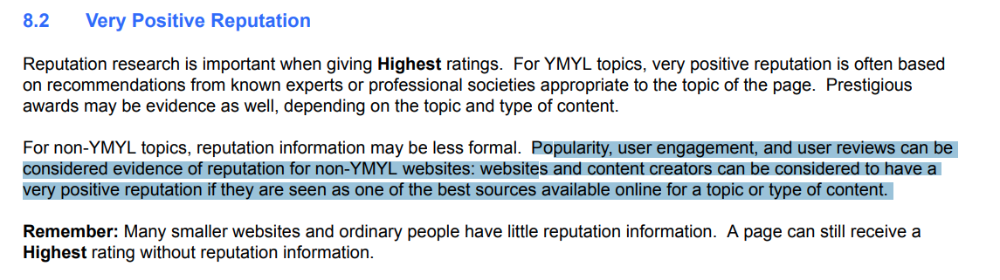 8.2 Very Positive Reputation
Reputation research is important when giving Highest ratings. For YMYL topics, very positive reputation is often based
on recommendations from known experts or professional societies appropriate to the topic of the page. Prestigious
awards may be evidence as well, depending on the topic and type of content.
For non-YMYL topics, reputation information may be less formal. Popularity, user engagement, and user reviews can be
considered evidence of reputation for non-YMYL websites: websites and content creators can be considered to have a
very positive reputation if they are seen as one of the best sources available online for a topic or type of content.
Remember: Many smaller websites and ordinary people have little reputation information. A page can still receive a
Highest rating without reputation information.